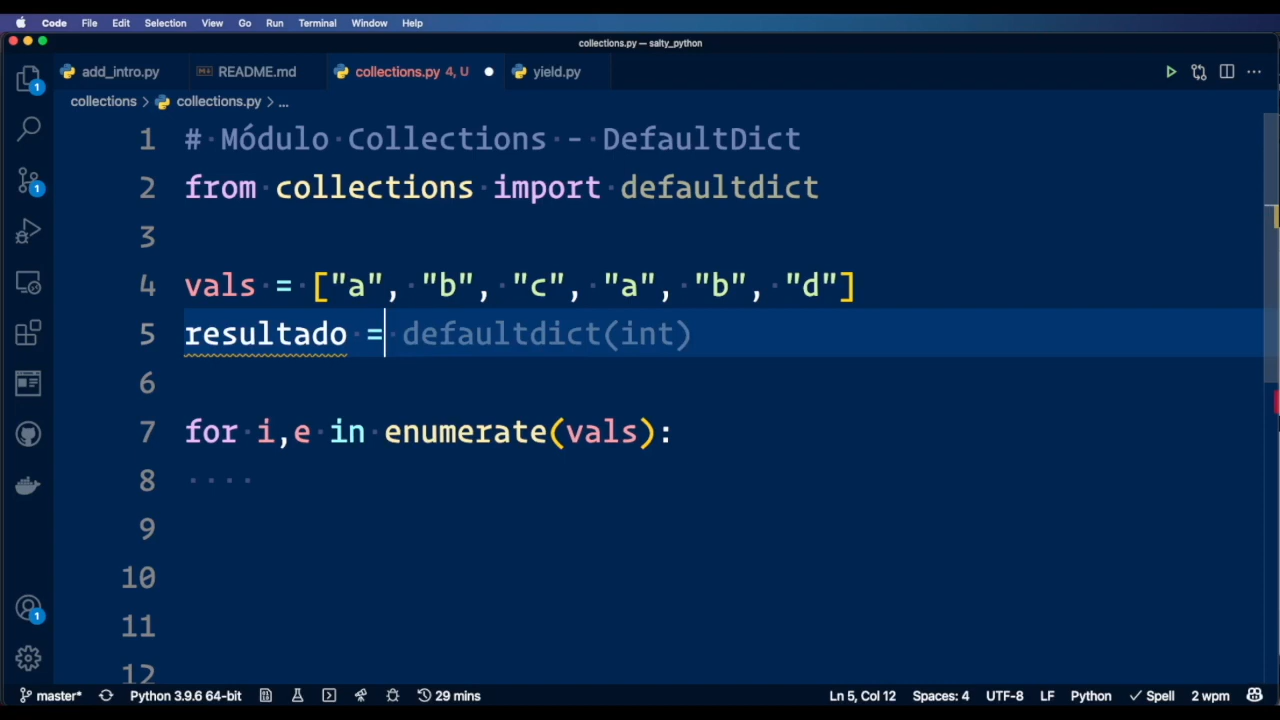 Code File Edit Selection View Go Run Terminal Window Help
collections.py — salty_python
add_intro.py README.md collections.py 4, U yield.py
collections > collections.py > ...
1 # Módulo Collections - DefaultDict
2 from collections import defaultdict
3
4 vals = ["a", "b", "c", "a", "b", "d"]
5 resultado = defaultdict(int)
6
7 for i,e in enumerate(vals):
8
9
10
11
12
1
1
1
master* Python 3.9.6 64-bit 29 mins Ln 5, Col 12 Spaces: 4 UTF-8 LF Python Spell 2 wpm